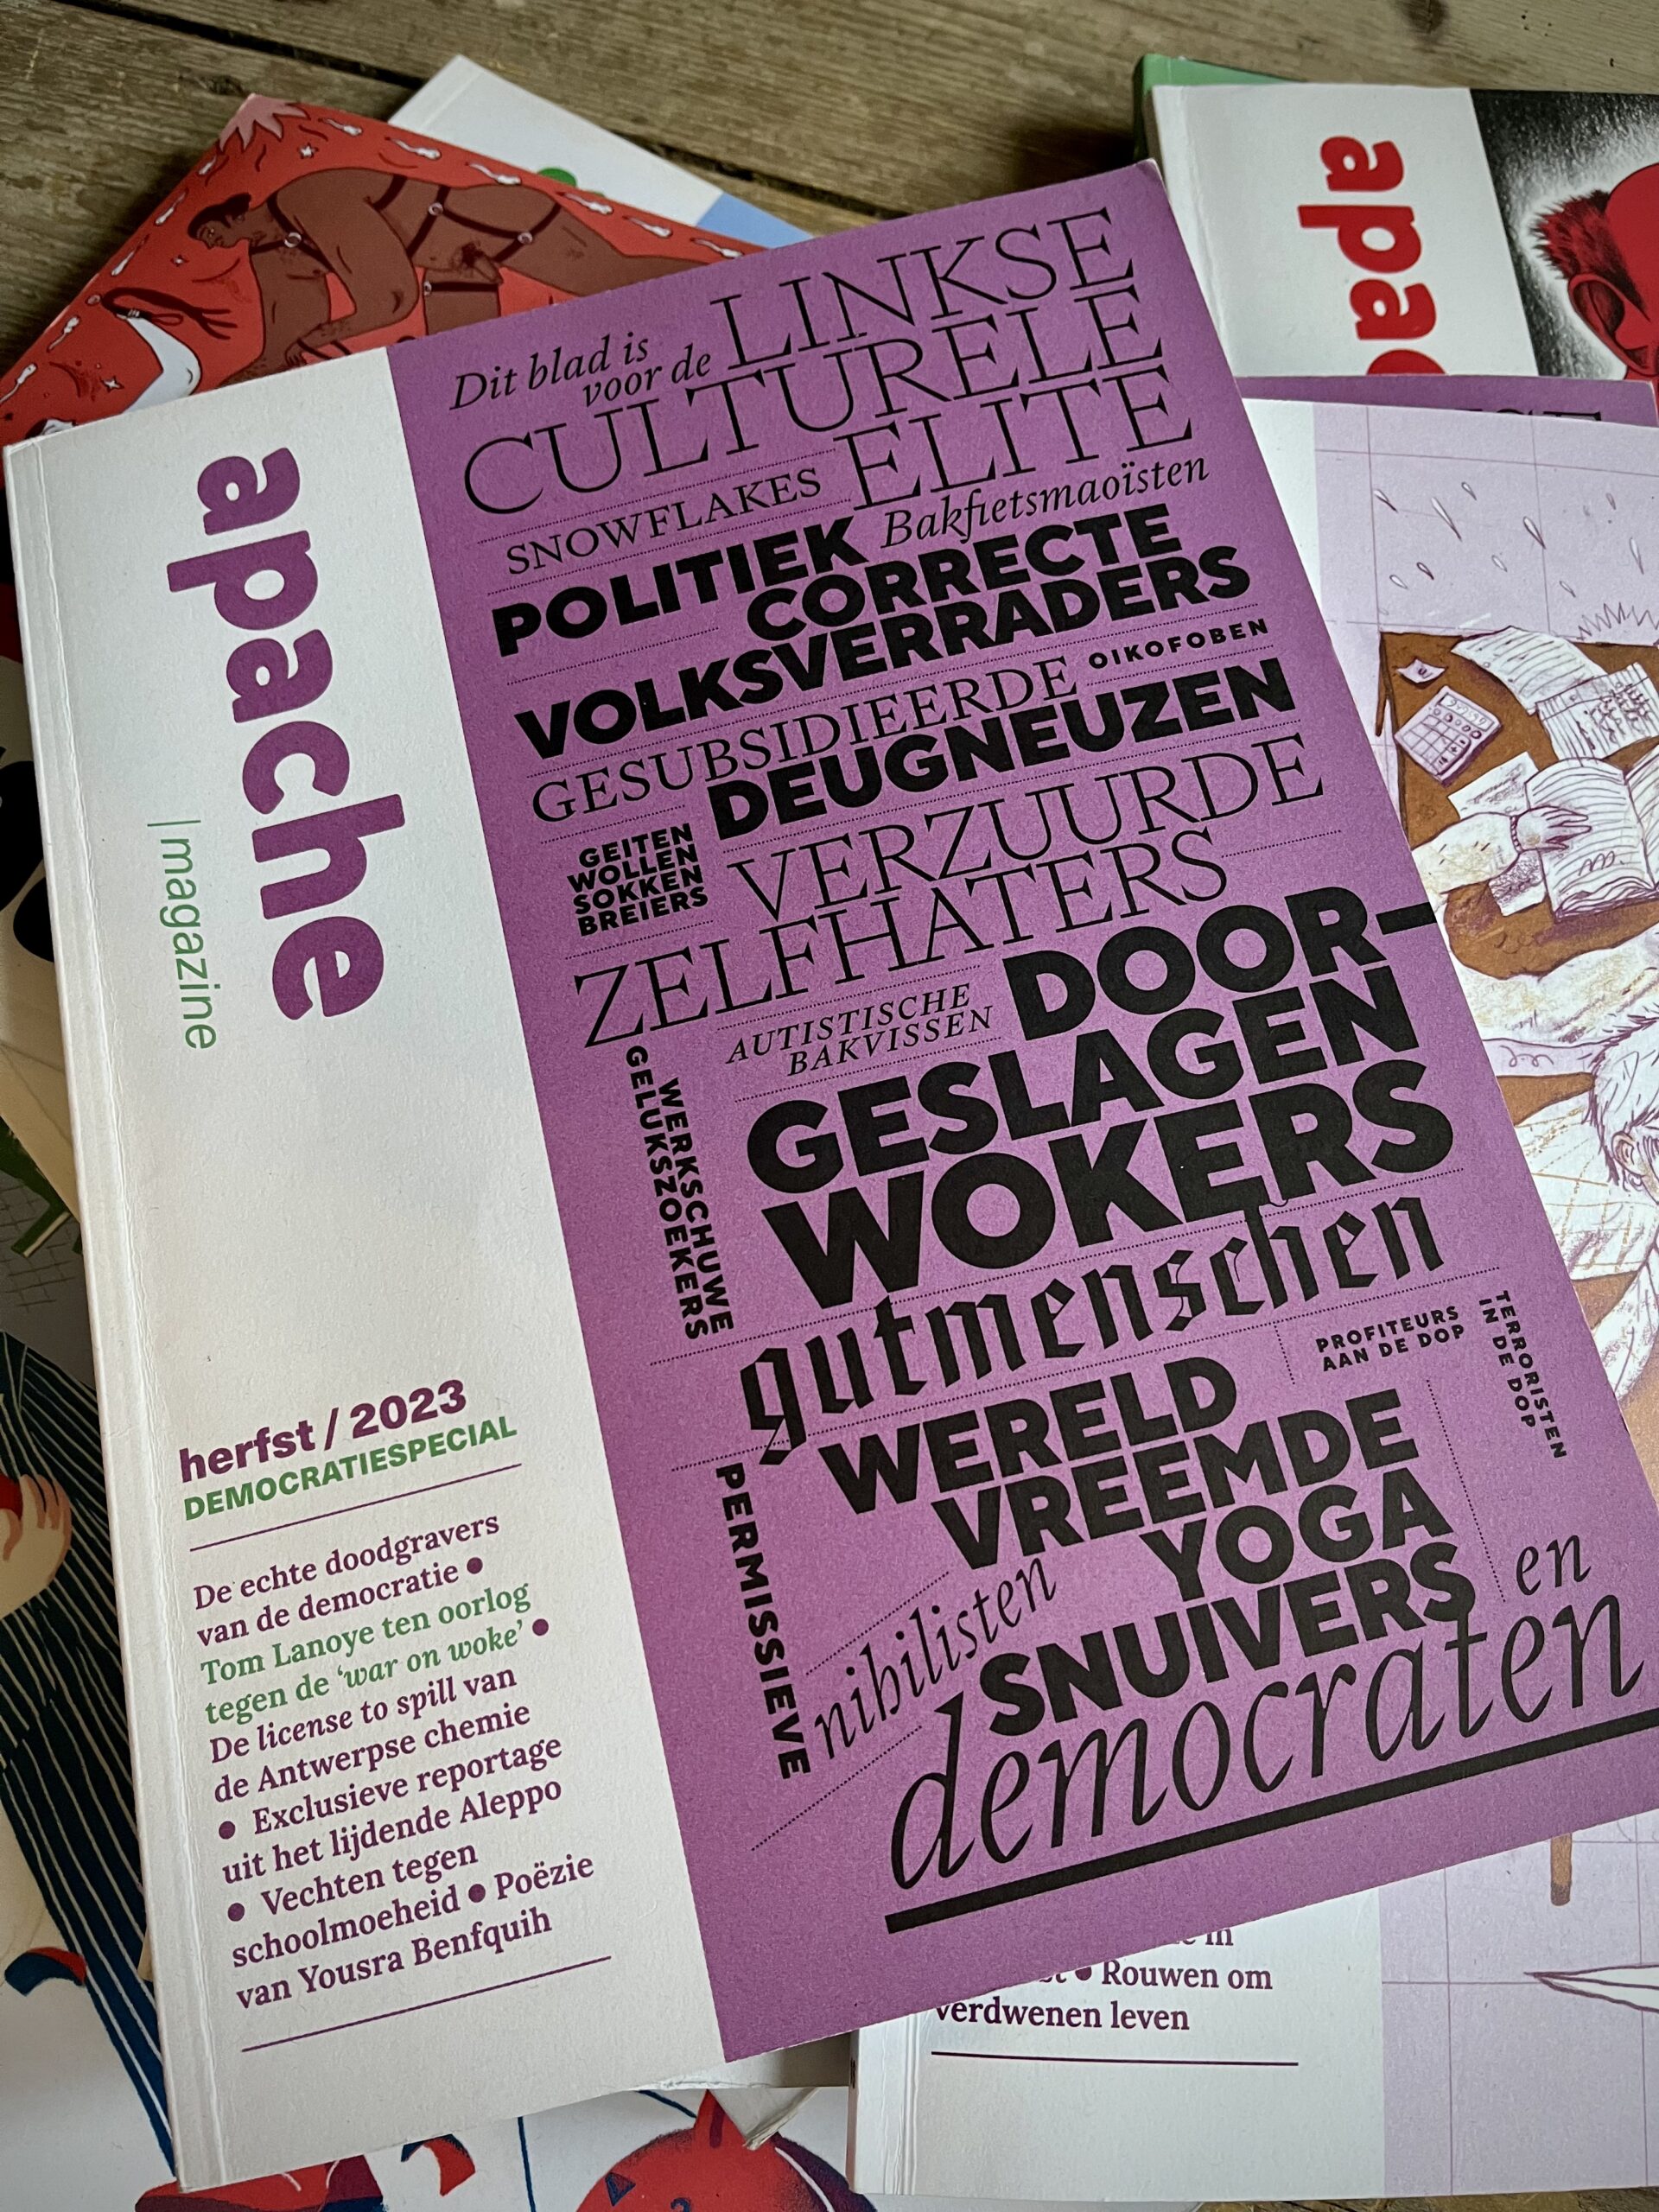 apache
|magazine
herfst / 2023
DEMOCRATIESPECIAL
De echte doodgravers
van de democratie ●
Tom Lanoye ten oorlog
tegen de ‘war on woke’ ●
De license to spill van
de Antwerpse chemie
● Exclusieve reportage
uit het lijdende Aleppo
● Vechten tegen
schoolmoeheid ● Poëzie
van Yousra Benfquih
Dit blad is
voor de
LINKSE
CULTURELE
ELITE
SNOWFLAKES
Bakfietsmaoïsten
POLITIEK
CORRECTE
VOLKSVERRADERS
OIKOFOBEN
GESUBSIDIEERDE
DEUGNEUZEN
GEITEN
WOLLEN
SOKKEN
BREIERS
VERZUURDE
ZELFHATERS
AUTISTISCHE
BAKVISSEN
DOOR-
GESLAGEN
WOKERS
WERKSCHUWE
GELUKSZOEKERS
gutmenschen
PROFITEURS
AAN DE DOP
TERRORISTEN
IN DE DOP
WERELD
VREEMDE
YOGA
SNUIVERS
PERMISSIEVE
nihilisten
en
democraten
apac
● Rouwen om
verdwenen leven